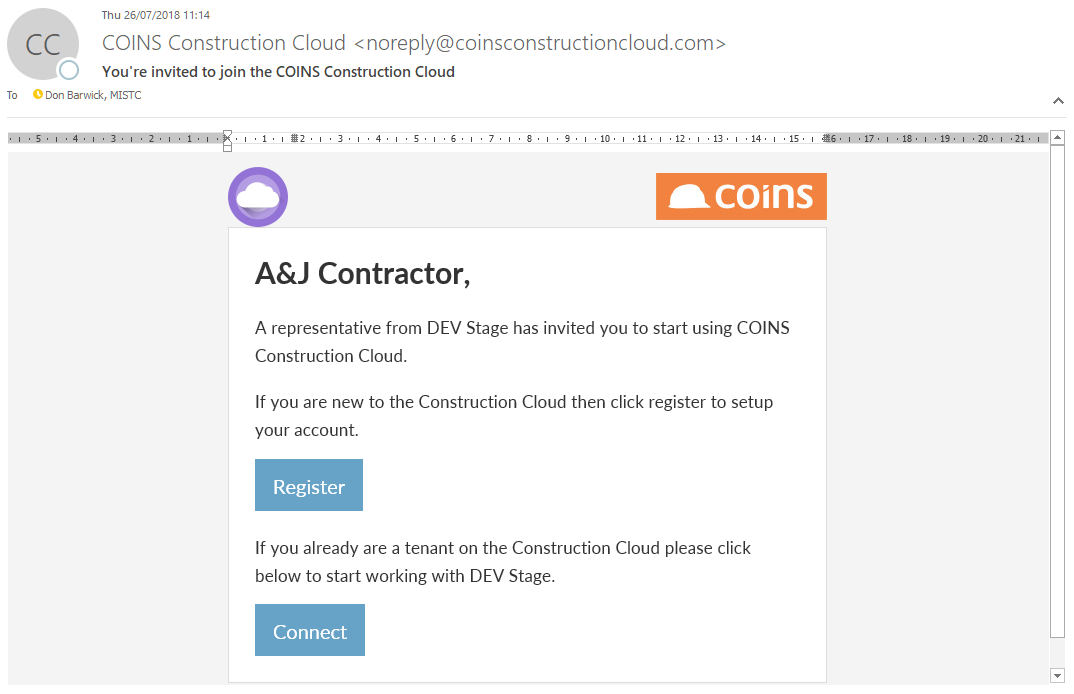 Thu 26/07/2018 11:14
CC
COINS Construction Cloud <noreply@coinsconstructioncloud.com>
You're invited to join the COINS Construction Cloud
To Don Barwick, MISTC
5 4 3 2 1 1 2 3 4 5 6 7 8 9 10 11 12 13 14 15 16 17 18 19 20 21
coins
A&J Contractor,
A representative from DEV Stage has invited you to start using COINS
Construction Cloud.
If you are new to the Construction Cloud then click register to setup
your account.
Register
If you already are a tenant on the Construction Cloud please click
below to start working with DEV Stage.
Connect